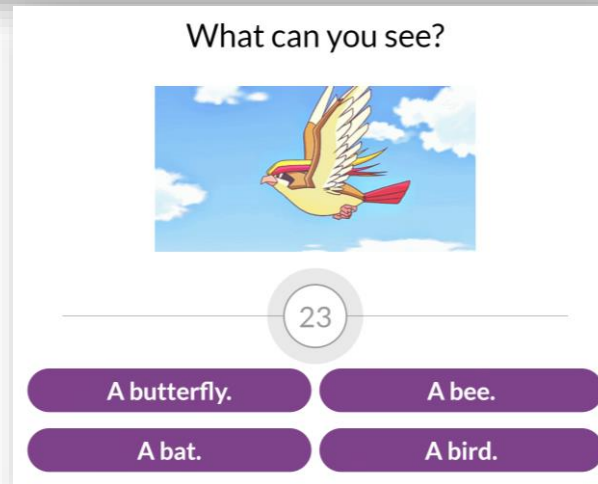 What can you see?
23
A butterfly.
A bee.
A bat.
A bird.